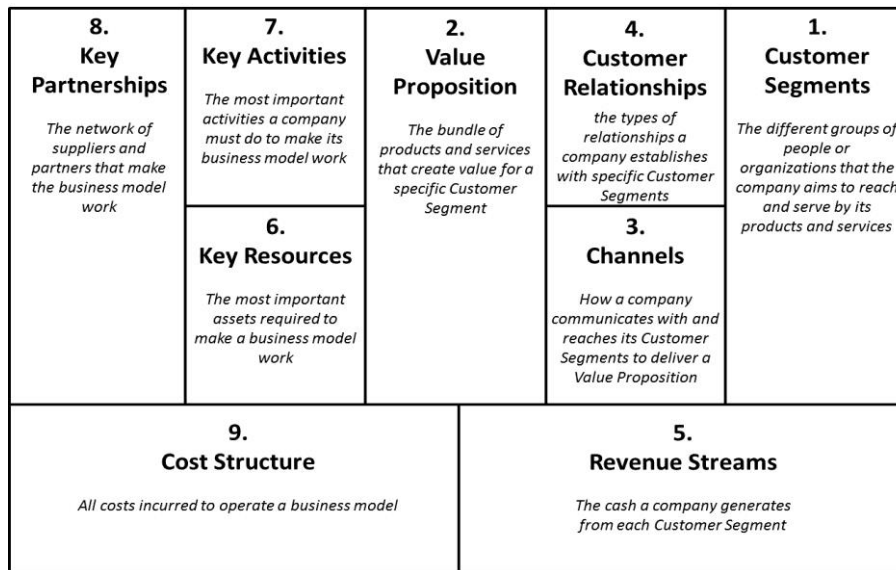 8.
Key
Partnerships
The network of
suppliers and
partners that make
the business model
work
7.
Key Activities
The most important
activities a company
must do to make its
business model work
6.
Key Resources
The most important
assets required to
make a business model
work
2.
Value
Proposition
The bundle of
products and services
that create value for a
specific Customer
Segment
4.
Customer
Relationships
the types of
relationships a
company establishes
with specific Customer
Segments
3.
Channels
How a company
communicates with and
reaches its Customer
Segments to deliver a
Value Proposition
1.
Customer
Segments
The different groups of
people or
organizations that the
company aims to reach
and serve by its
products and services
9.
Cost Structure
All costs incurred to operate a business model
5.
Revenue Streams
The cash a company generates
from each Customer Segment